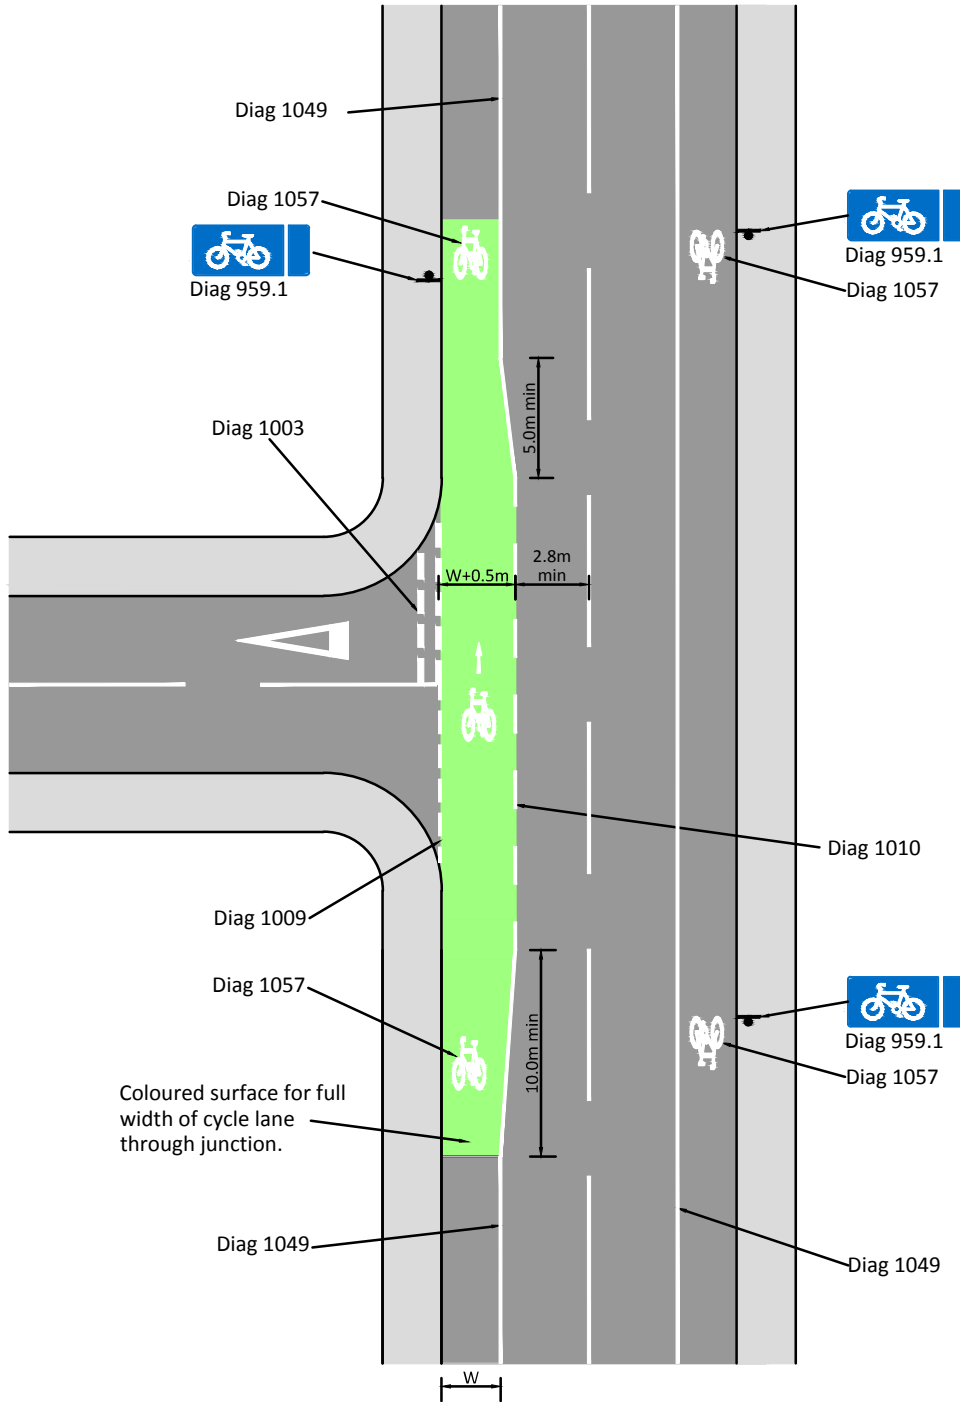 Diag 1049
Diag 1057
Diag 959.1
Diag 959.1
Diag 1057
5.0m min
Diag 1003
2.8m
min
W+0.5m
Diag 1010
Diag 1009
Diag 1057
10.0m min
Diag 959.1
Diag 1057
Coloured surface for full
width of cycle lane
through junction.
Diag 1049
Diag 1049
W